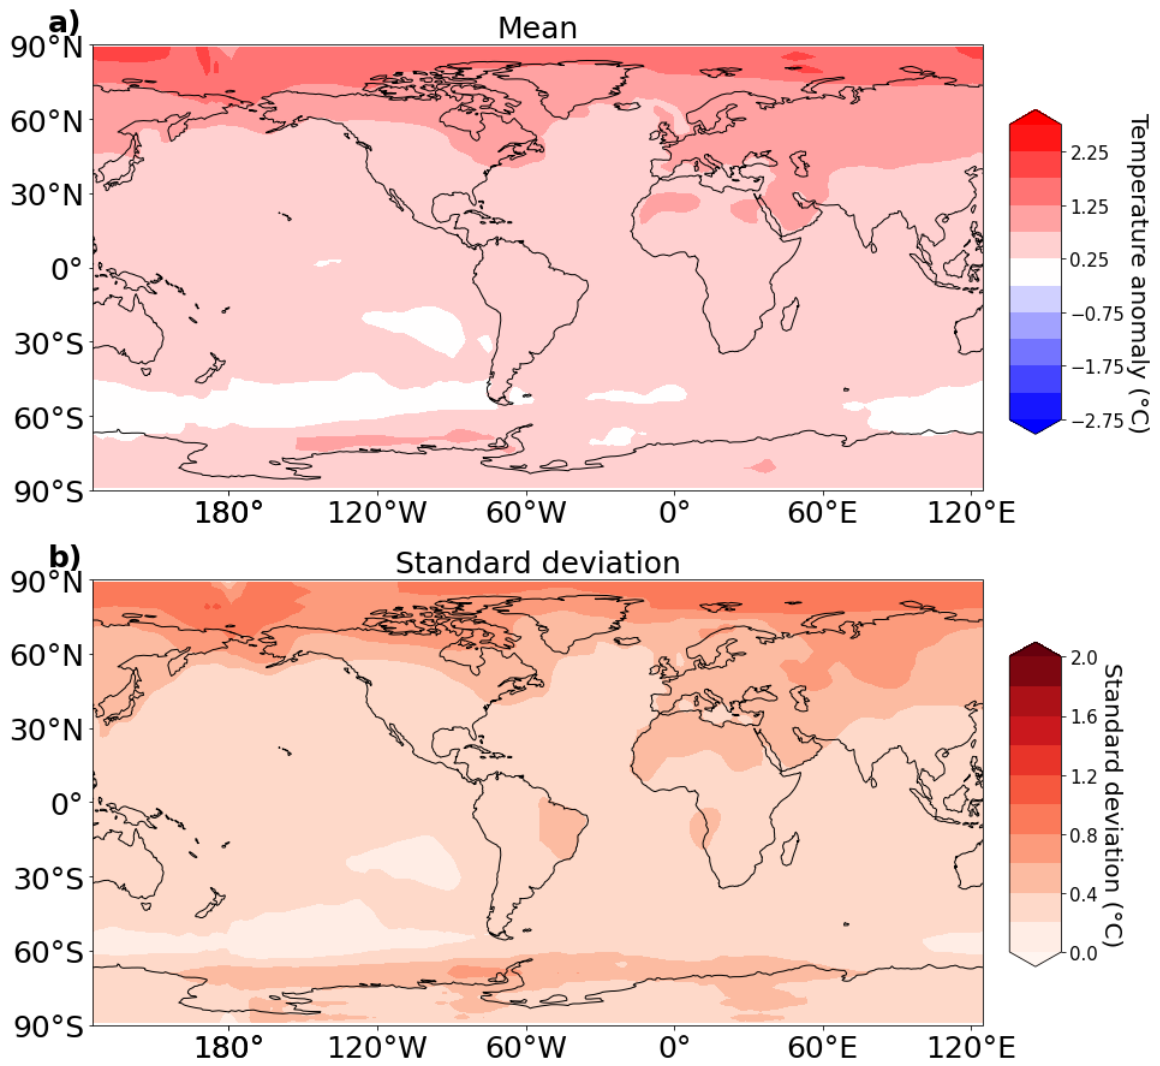 a)
Mean
90°N
60°N
30°N
0°
30°S
60°S
90°S
180°
120°W
60°W
0°
60°E
120°E
2.25
1.25
0.25
−0.75
−1.75
−2.75
Temperature anomaly (°C)
b)
Standard deviation
90°N
60°N
30°N
0°
30°S
60°S
90°S
180°
120°W
60°W
0°
60°E
120°E
2.0
1.6
1.2
0.8
0.4
0.0
Standard deviation (°C)